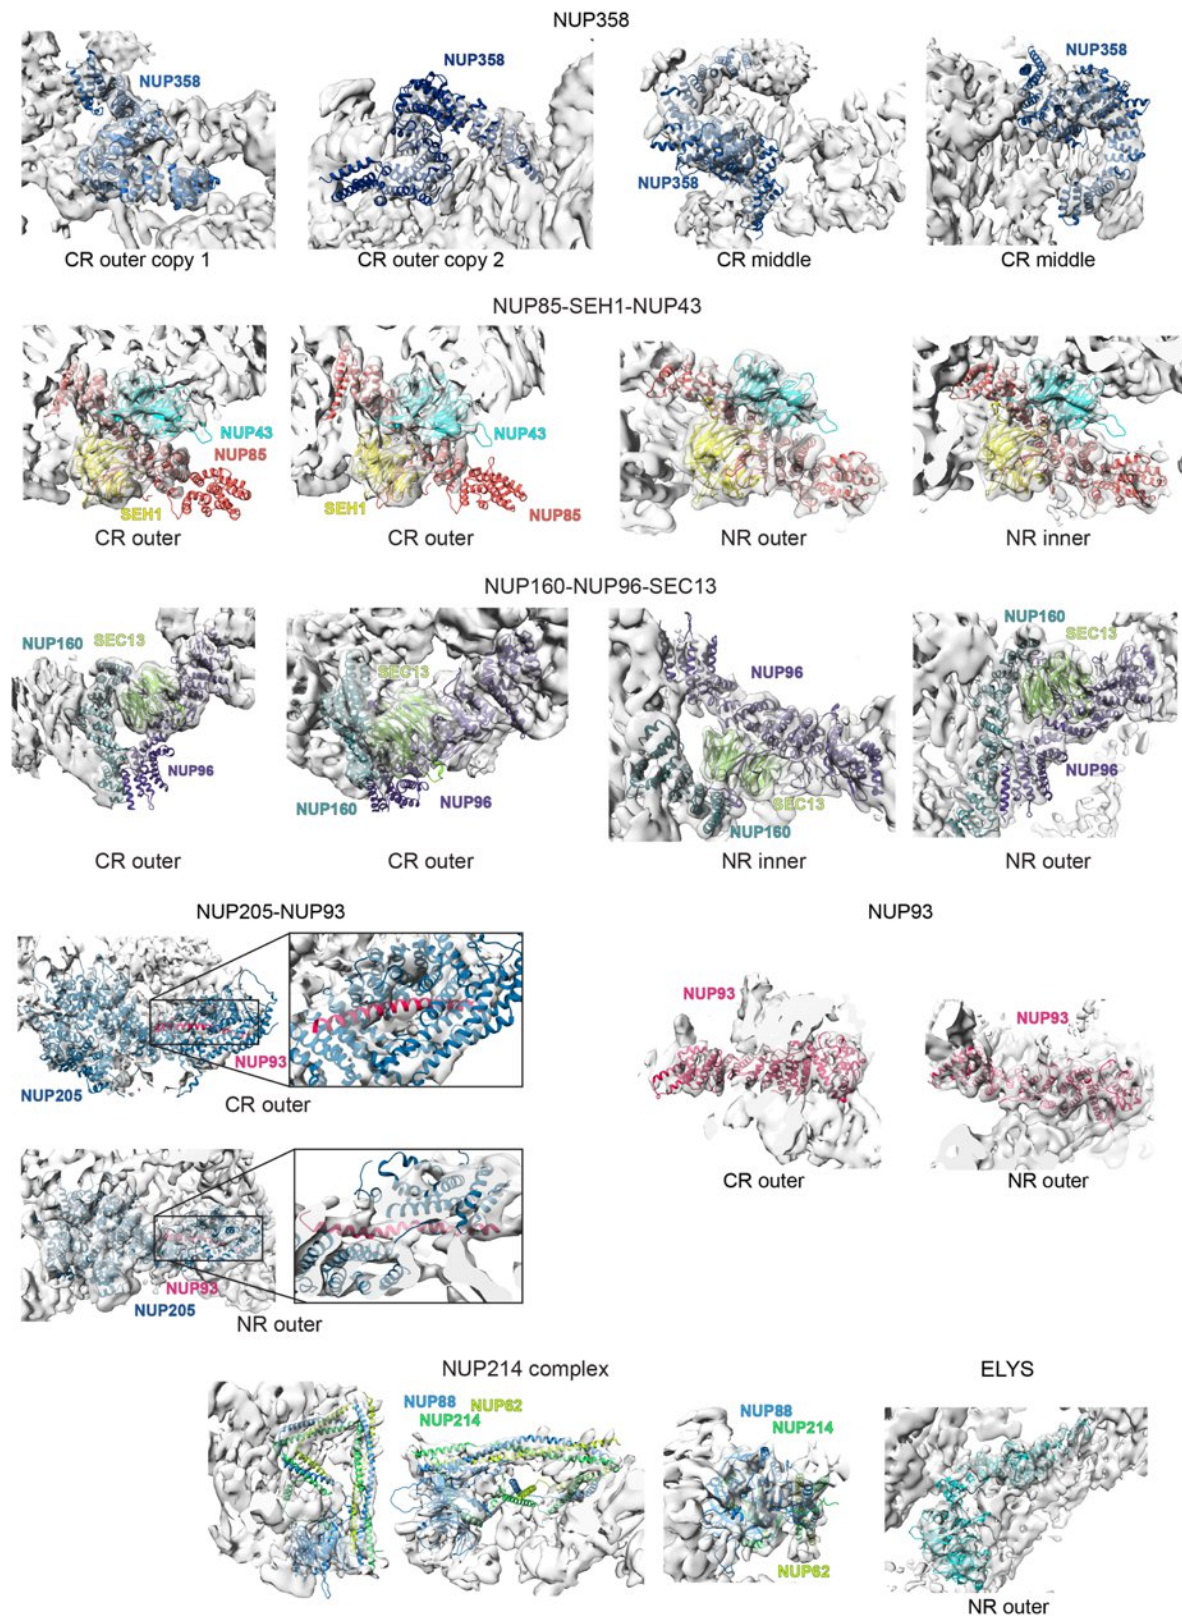 NUP358
NUP358
NUP358
NUP358
NUP358
CR outer copy 1
CR outer copy 2
CR middle
CR middle
NUP85-SEH1-NUP43
NUP43
NUP85
SEH1
NUP43
SEH1
NUP85
CR outer
CR outer
NR outer
NR inner
NUP160-NUP96-SEC13
NUP160 SEC13
NUP96
SEC13
NUP160
NUP96
NUP96
SEC13
NUP160
NUP160
SEC13
NUP96
CR outer
CR outer
NR inner
NR outer
NUP205-NUP93
NUP93
NUP205
CR outer
NUP93
NUP205
NR outer
NUP93
NUP93
CR outer
NUP93
NR outer
NUP214 complex
NUP88 NUP62
NUP214
NUP88
NUP214
NUP62
ELYS
NR outer